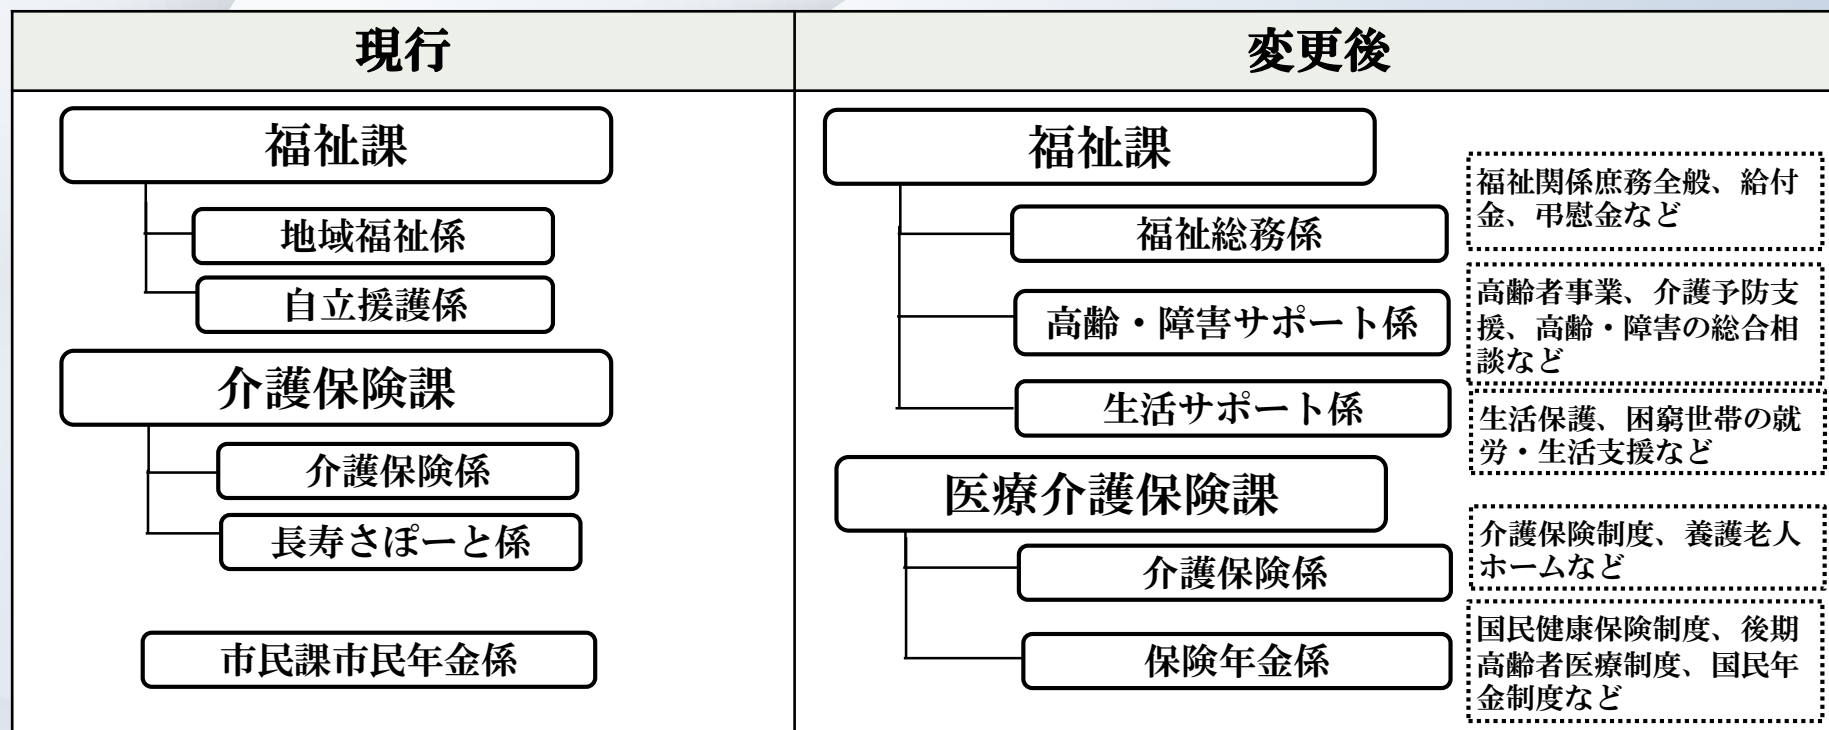 現行
福祉課
地域福祉係
自立援護係
介護保険課
介護保険係
長寿さぽーと係
市民課市民年金係
変更後
福祉課
福祉総務係
福祉関係庶務全般、給付
金、弔慰金など
高齢・障害サポート係
高齢者事業、介護予防支
援、高齢・障害の総合相
談など
生活サポート係
生活保護、困窮世帯の就
労・生活支援など
医療介護保険課
介護保険係
介護保険制度、養護老人
ホームなど
保険年金係
国民健康保険制度、後期
高齢者医療制度、国民年
金制度など